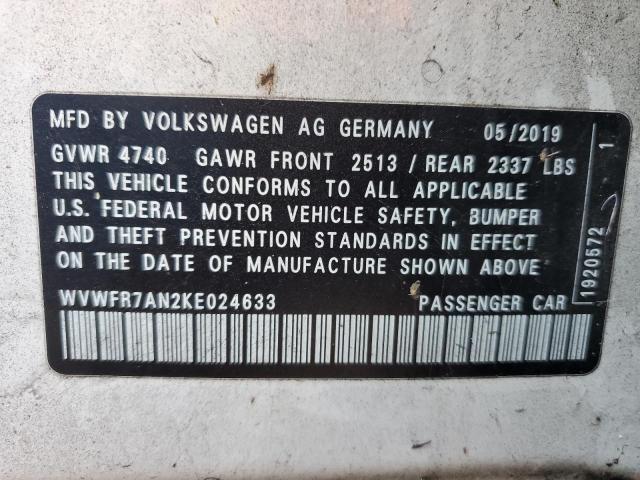 MFD BY VOLKSWAGEN AG GERMANY 05/2019
GVWR 4740 GAWR FRONT 2513 / REAR 2337 LBS
THIS VEHICLE CONFORMS TO ALL APPLICABLE
U.S. FEDERAL MOTOR VEHICLE SAFETY, BUMPER
AND THEFT PREVENTION STANDARDS IN EFFECT
ON THE DATE OF MANUFACTURE SHOWN ABOVE
WVWFR7AN2KE024633 PASSENGER CAR
1920572 1